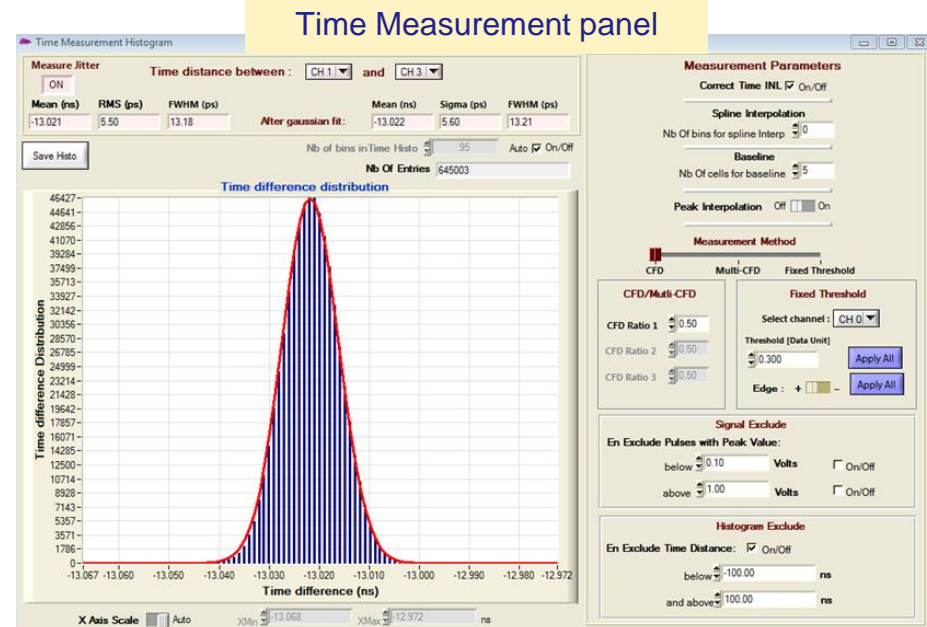 Time Measurement panel
Time Measurement Histogram
Measure Jitter
ON
Time distance between : CH 1 and CH 3
Mean (ns) RMS (ps) FWHM (ps) Mean (ns) Sigma (ps) FWHM (ps)
-13.021 5.50 13.18 After gaussian fit: -13.022 5.60 13.21
Save Histo
Nb of bins in Time Histo 95 Auto On/Off
Nb Of Entries 645003
Time difference distribution
Time difference Distribution
46427
44641
42856
41070
39284
37499
35713
33927
32142
30356
28570
26785
24999
23214
21428
19642
17857
16071
14285
12500
10714
8928
7143
5357
3571
1786
0
-13.067 -13.060 -13.050 -13.040 -13.030 -13.020 -13.010 -13.000 -12.990 -12.980 -12.972
Time difference (ns)
X Axis Scale Auto XMin -13.068 XMax -12.972 ns
Measurement Parameters
Correct Time INL On/Off
Spline Interpolation
Nb Of bins for spline Interp 0
Baseline
Nb Of cells for baseline 5
Peak Interpolation Off On
Measurement Method
CFD Multi-CFD Fixed Threshold
CFD/Mutli-CFD
CFD Ratio 1 0.50
CFD Ratio 2 0.50
CFD Ratio 3 0.50
Fixed Threshold
Select channel : CH 0
Threshold [Data Unit]
0.300 Apply All
Edge : + - Apply All
Signal Exclude
En Exclude Pulses with Peak Value:
below 0.10 Volts On/Off
above 1.00 Volts On/Off
Histogram Exclude
En Exclude Time Distance: On/Off
below -100.00 ns
and above 100.00 ns